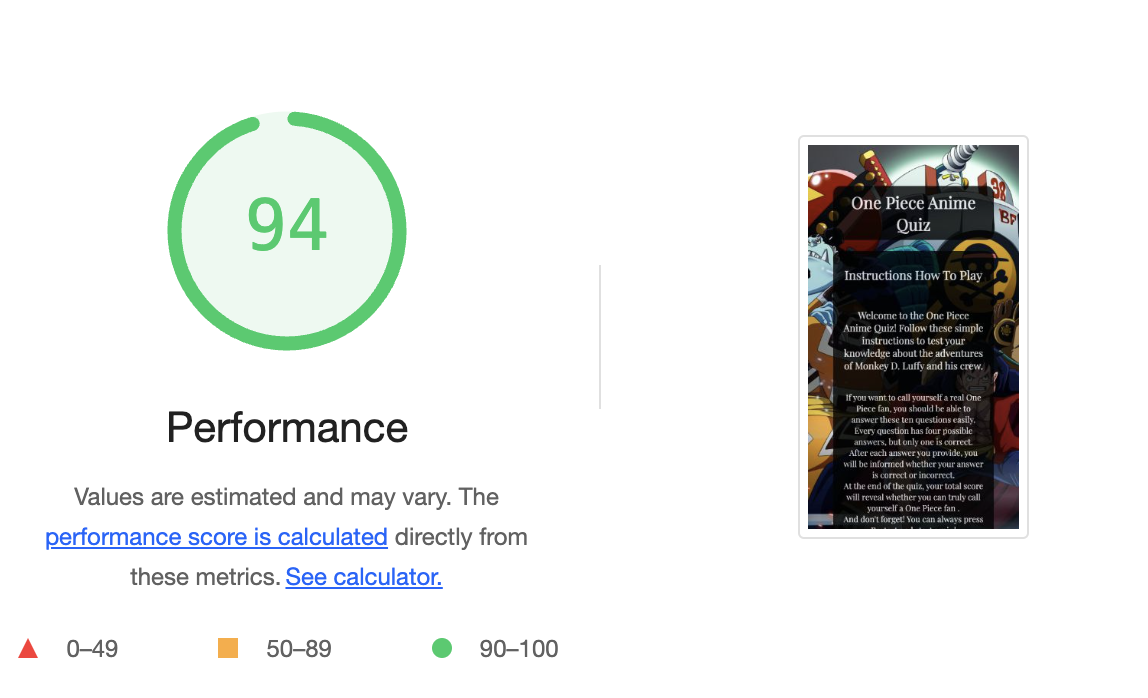 94
Performance
Values are estimated and may vary. The
performance score is calculated directly from
these metrics. See calculator.
0–49
50–89
90–100
38
BF
One Piece Anime
Quiz
Instructions How To Play
Welcome to the One Piece
Anime Quiz! Follow these simple
instructions to test your
knowledge about the adventures
of Monkey D. Luffy and his crew.
If you want to call yourself a real One
Piece fan, you should be able to
answer these ten questions easily.
Every question has four possible
answers, but only one is correct.
After each answer you provide, you
will be informed whether your answer
is correct or incorrect.
At the end of the quiz, your total score
will reveal whether you can truly call
yourself a One Piece fan .
And don't forget! You can always press